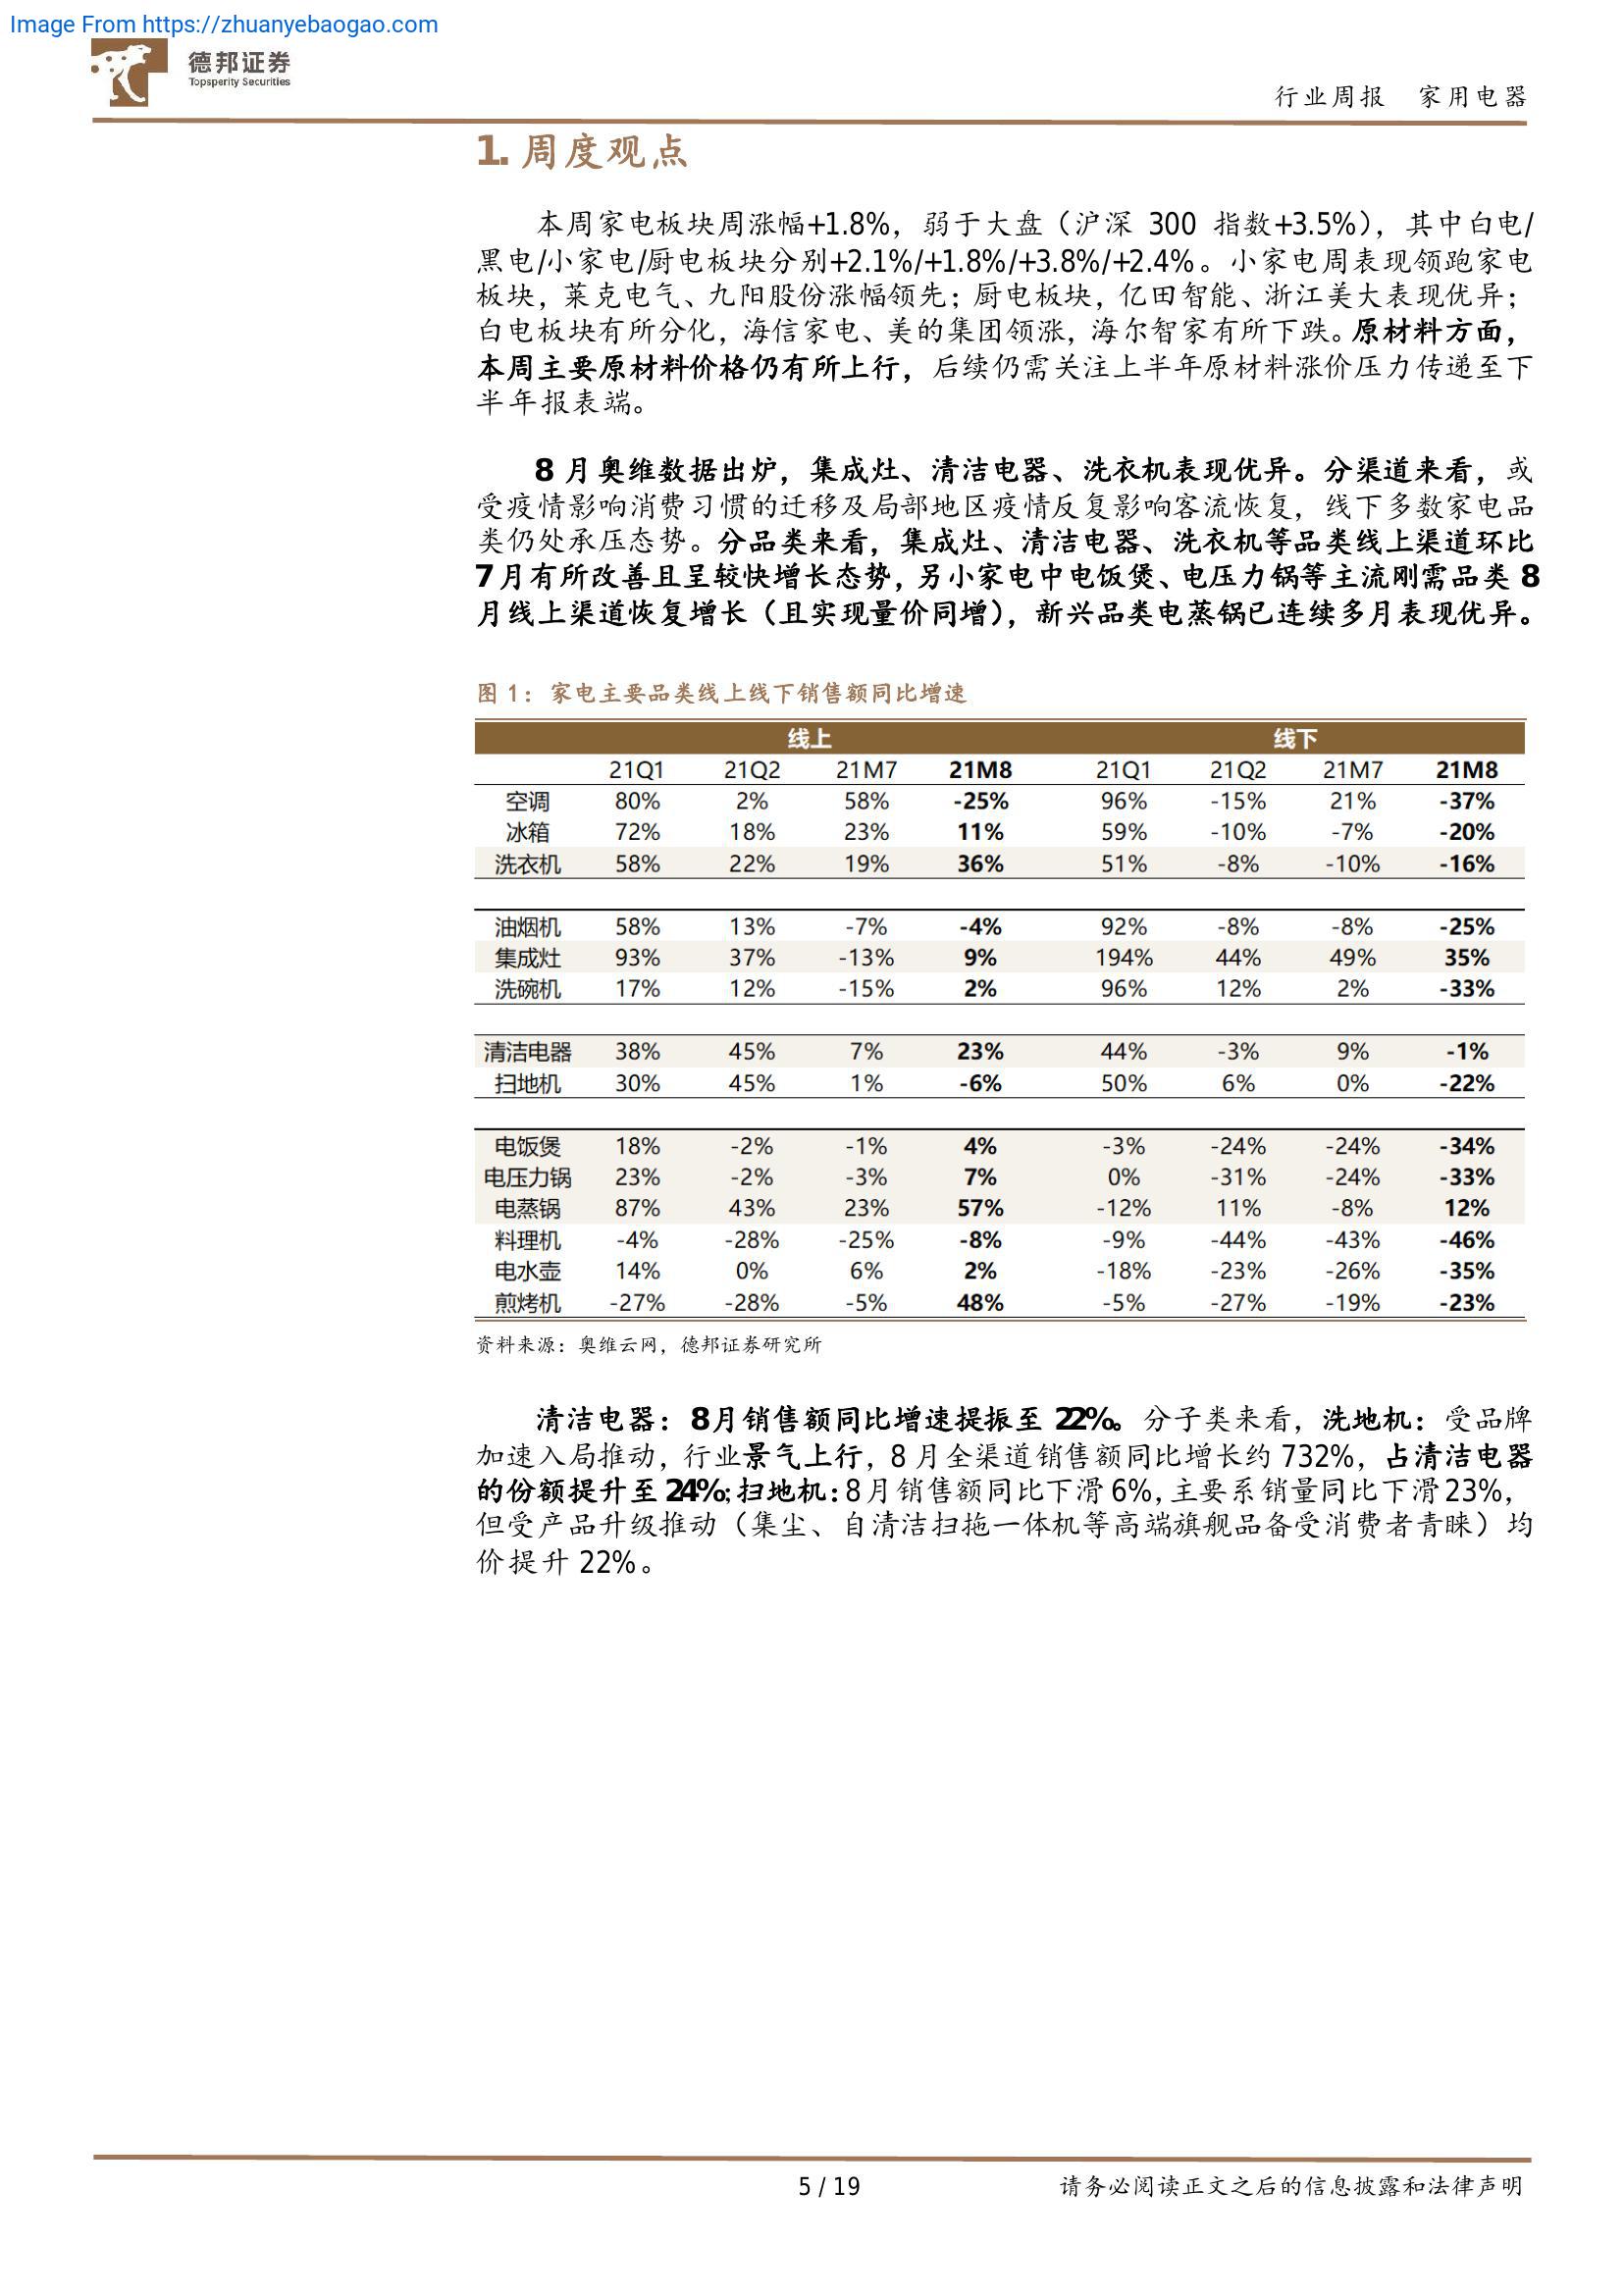 Image From https://zhuanyebaogao.com
德邦证券
Topsperity Securities
行业周报 家用电器
1. 周度观点
本周家电板块周涨幅+1.8%，弱于大盘（沪深 300 指数+3.5%），其中白电/
黑电/小家电/厨电板块分别+2.1%/+1.8%/+3.8%/+2.4%。小家电周表现领跑家电
板块，莱克电气、九阳股份涨幅领先；厨电板块，亿田智能、浙江美大表现优异；
白电板块有所分化，海信家电、美的集团领涨，海尔智家有所下跌。原材料方面，
本周主要原材料价格仍有所上行，后续仍需关注上半年原材料涨价压力传递至下
半年报表端。
8 月奥维数据出炉，集成灶、清洁电器、洗衣机表现优异。分渠道来看，或
受疫情影响消费习惯的迁移及局部地区疫情反复影响客流恢复，线下多数家电品
类仍处承压态势。分品类来看，集成灶、清洁电器、洗衣机等品类线上渠道环比
7 月有所改善且呈较快增长态势，另小家电中电饭煲、电压力锅等主流刚需品类 8
月线上渠道恢复增长（且实现量价同增），新兴品类电蒸锅已连续多月表现优异。
图 1：家电主要品类线上线下销售额同比增速
线上 线下
21Q1 21Q2 21M7 21M8 21Q1 21Q2 21M7 21M8
空调 80% 2% 58% -25% 96% -15% 21% -37%
冰箱 72% 18% 23% 11% 59% -10% -7% -20%
洗衣机 58% 22% 19% 36% 51% -8% -10% -16%
油烟机 58% 13% -7% -4% 92% -8% -8% -25%
集成灶 93% 37% -13% 9% 194% 44% 49% 35%
洗碗机 17% 12% -15% 2% 96% 12% 2% -33%
清洁电器 38% 45% 7% 23% 44% -3% 9% -1%
扫地机 30% 45% 1% -6% 50% 6% 0% -22%
电饭煲 18% -2% -1% 4% -3% -24% -24% -34%
电压力锅 23% -2% -3% 7% 0% -31% -24% -33%
电蒸锅 87% 43% 23% 57% -12% 11% -8% 12%
料理机 -4% -28% -25% -8% -9% -44% -43% -46%
电水壶 14% 0% 6% 2% -18% -23% -26% -35%
煎烤机 -27% -28% -5% 48% -5% -27% -19% -23%
资料来源：奥维云网，德邦证券研究所
清洁电器：8月销售额同比增速提振至 22%。分子类来看，洗地机：受品牌
加速入局推动，行业景气上行，8 月全渠道销售额同比增长约 732%，占清洁电器
的份额提升至 24%；扫地机：8 月销售额同比下滑 6%，主要系销量同比下滑 23%，
但受产品升级推动（集尘、自清洁扫拖一体机等高端旗舰品备受消费者青睐）均
价提升 22%。
5 / 19
请务必阅读正文之后的信息披露和法律声明